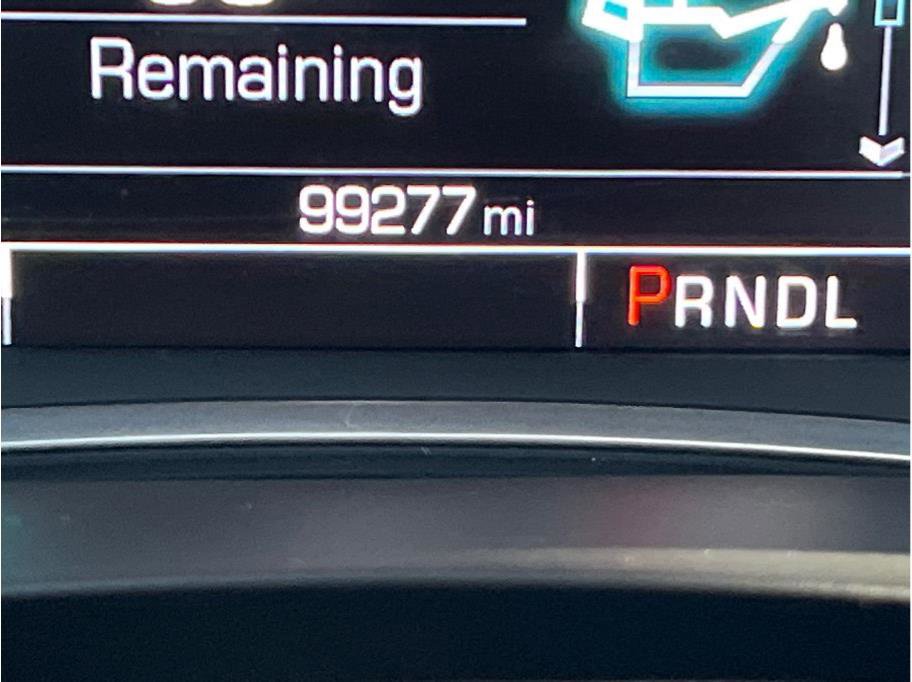 Remaining
99277 mi
PRNDL